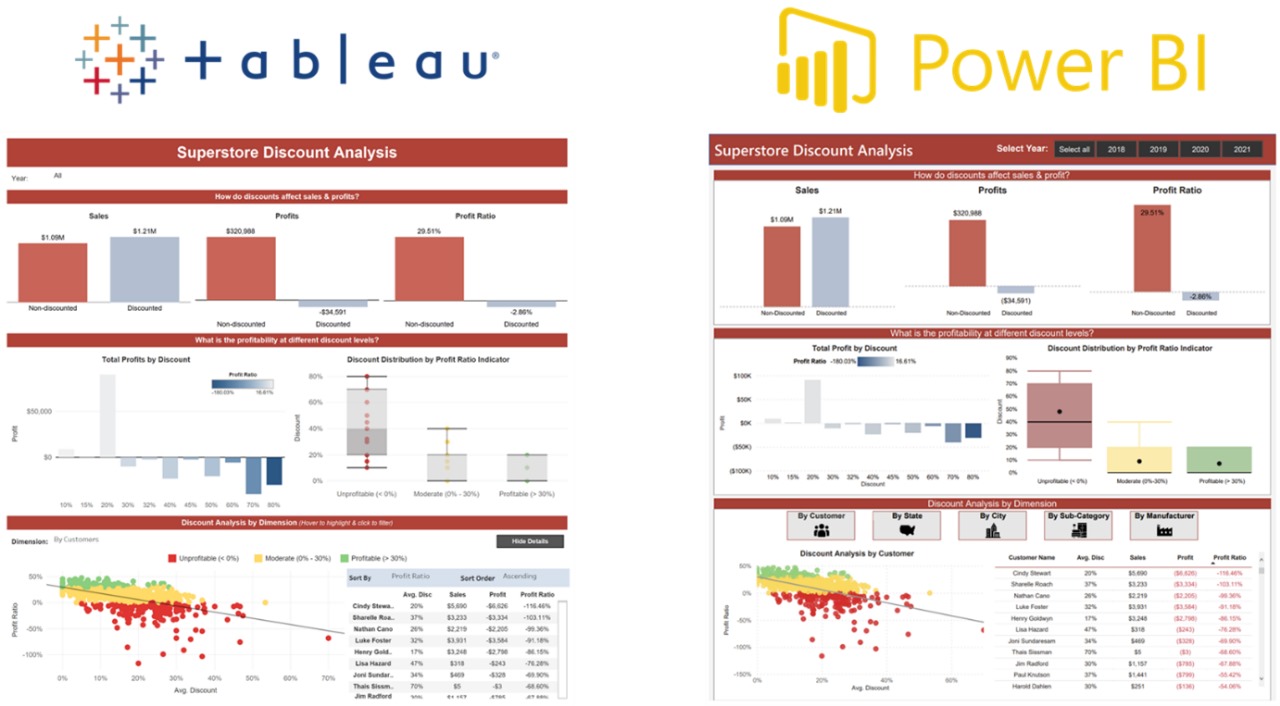 +ableau®
Power BI
Superstore Discount Analysis
Year: All
How do discounts affect sales & profits?
Sales Profits Profit Ratio
$1.09M $1.21M $320,988 29.51%
-$34,591 -2.86%
Non-discounted Discounted Non-discounted Discounted Non-discounted Discounted
What is the profitability at different discount levels?
Total Profits by Discount
Profit Ratio
-180.03% 16.61%
Profit
$50,000
$0
10% 15% 20% 30% 32% 40% 45% 50% 60% 70% 80%
Discount Distribution by Profit Ratio Indicator
Discount
80%
60%
40%
20%
0%
Unprofitable (< 0%) Moderate (0% - 30%) Profitable (> 30%)
Discount Analysis by Dimension (Hover to highlight & click to filter)
Dimension: By Customers
Hide Details
Unprofitable (< 0%) Moderate (0% - 30%) Profitable (> 30%)
Profit Ratio
50%
0%
-50%
-100%
0% 10% 20% 30% 40% 50% 60% 70%
Avg. Discount
Sort By Profit Ratio Sort Order Ascending
Avg. Disc Sales Profit Profit Ratio
Cindy Stewa.. 20% $5,690 -$6,626 -116.46%
Sharelle Roa.. 37% $3,233 -$3,334 -103.11%
Nathan Cano 26% $2,219 -$2,205 -99.36%
Luke Foster 32% $3,931 -$3,584 -91.18%
Henry Gold.. 17% $3,248 -$2,798 -86.15%
Lisa Hazard 47% $318 -$243 -76.28%
Joni Sundar.. 34% $469 -$328 -69.90%
Thais Sissm.. 70% $5 -$3 -68.60%
Jim Radford 30% $1,157 -$785 -67.88%
Superstore Discount Analysis
Select Year: Select all 2018 2019 2020 2021
How do discounts affect sales & profit?
Sales Profits Profit Ratio
$1.09M $1.21M $320,988 29.51%
($34,591) -2.86%
Non-Discounted Discounted Non-Discounted Discounted Non-Discounted Discounted
What is the profitability at different discount levels?
Total Profit by Discount
Profit Ratio -180.03% 16.61%
Profit
$100K
$50K
$0K
($50K)
($100K)
10% 15% 20% 30% 32% 40% 45% 50% 60% 70% 80%
Discount
Discount Distribution by Profit Ratio Indicator
Discount
90%
80%
70%
60%
50%
40%
30%
20%
10%
0%
Unprofitable (< 0%) Moderate (0%-30%) Profitable (> 30%)
Discount Analysis by Dimension
By Customer By State By City By Sub-Category By Manufacturer
Discount Analysis by Customer
Profit Ratio
50%
0%
-50%
-100%
-150%
0% 20% 40% 60%
Avg. Discount
Customer Name Avg. Disc Sales Profit Profit Ratio
Cindy Stewart 20% $5,690 ($6,626) -116.46%
Sharelle Roach 37% $3,233 ($3,334) -103.11%
Nathan Cano 26% $2,219 ($2,205) -99.36%
Luke Foster 32% $3,931 ($3,584) -91.18%
Henry Goldwyn 17% $3,248 ($2,798) -86.15%
Lisa Hazard 47% $318 ($243) -76.28%
Joni Sundaresam 34% $469 ($328) -69.90%
Thais Sissman 70% $5 ($3) -68.60%
Jim Radford 30% $1,157 ($785) -67.88%
Paul Knutson 37% $1,441 ($799) -55.42%
Harold Dahlen 30% $251 ($136) -54.06%